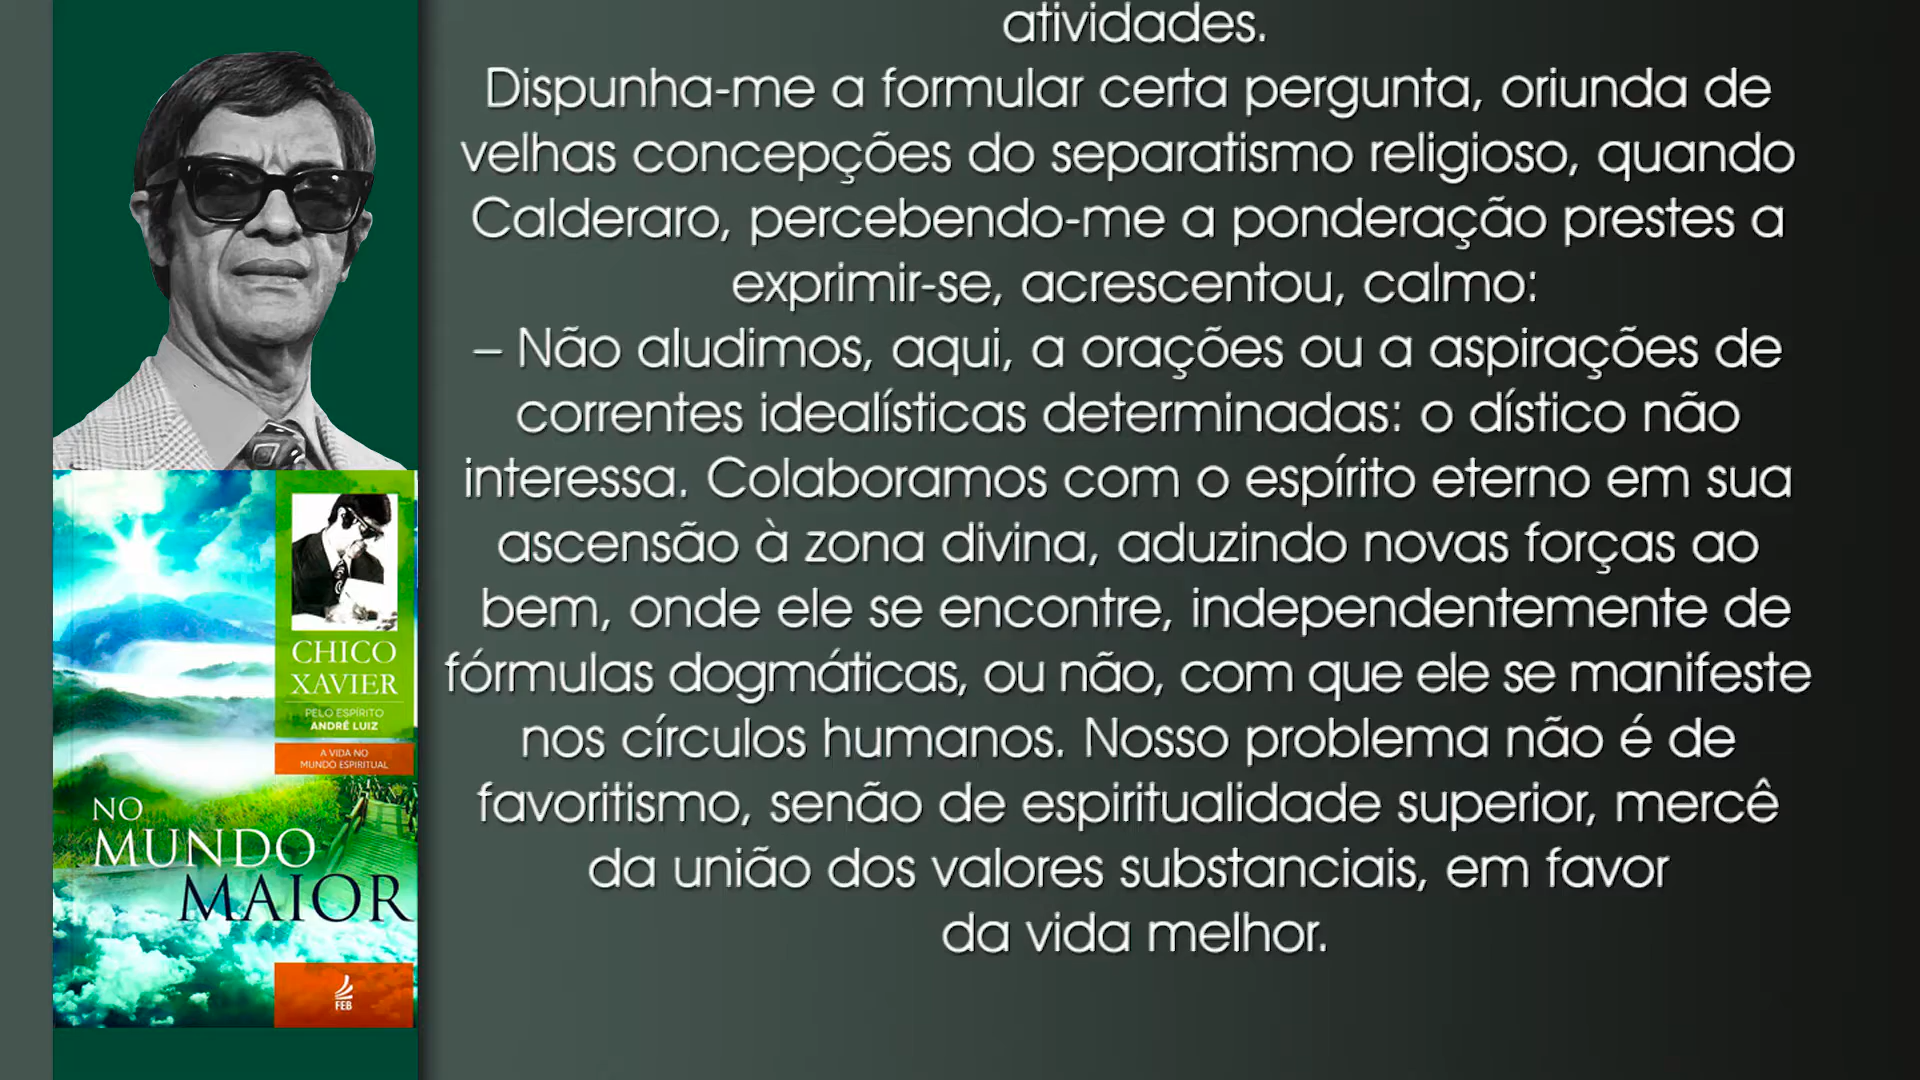 atividades.
Dispunha-me a formular certa pergunta, oriunda de
velhas concepções do separatismo religioso, quando
Calderaro, percebendo-me a ponderação prestes a
exprimir-se, acrescentou, calmo:
– Não aludimos, aqui, a orações ou a aspirações de
correntes idealísticas determinadas: o dístico não
interessa. Colaboramos com o espírito eterno em sua
ascensão à zona divina, aduzindo novas forças ao
bem, onde ele se encontre, independentemente de
fórmulas dogmáticas, ou não, com que ele se manifeste
nos círculos humanos. Nosso problema não é de
favoritismo, senão de espiritualidade superior, mercê
da união dos valores substanciais, em favor
da vida melhor.
CHICO
XAVIER
PELO ESPÍRITO
ANDRÉ LUIZ
A VIDA NO
MUNDO ESPIRITUAL
NO
MUNDO
MAIOR
FEB